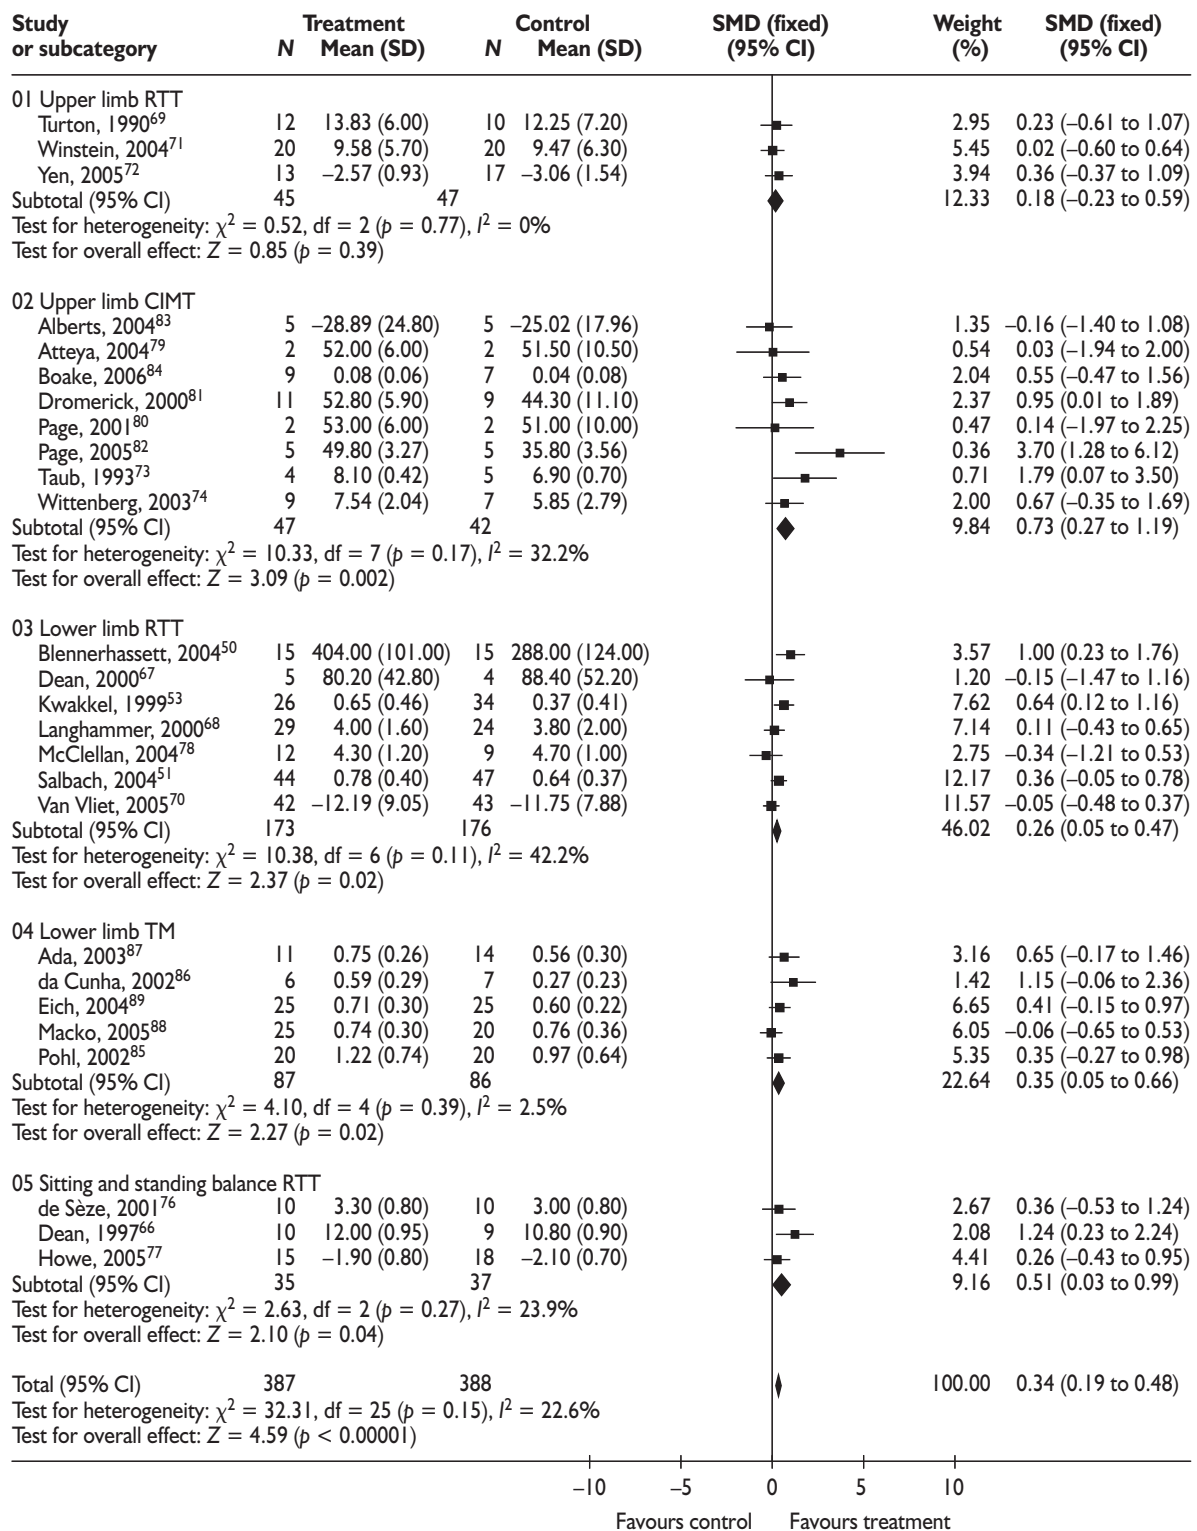 Study Treatment Control SMD (fixed) Weight SMD (fixed)
or subcategory N Mean (SD) N Mean (SD) (95% CI) (%) (95% CI)
01 Upper limb RTT
Turton, 1990⁶⁹ 12 13.83 (6.00) 10 12.25 (7.20) 2.95 0.23 (–0.61 to 1.07)
Winstein, 2004⁷¹ 20 9.58 (5.70) 20 9.47 (6.30) 5.45 0.02 (–0.60 to 0.64)
Yen, 2005⁷² 13 –2.57 (0.93) 17 –3.06 (1.54) 3.94 0.36 (–0.37 to 1.09)
Subtotal (95% CI) 45 47 12.33 0.18 (–0.23 to 0.59)
Test for heterogeneity: χ² = 0.52, df = 2 (p = 0.77), I² = 0%
Test for overall effect: Z = 0.85 (p = 0.39)
02 Upper limb CIMT
Alberts, 2004⁸³ 5 –28.89 (24.80) 5 –25.02 (17.96) 1.35 –0.16 (–1.40 to 1.08)
Atteya, 2004⁷⁹ 2 52.00 (6.00) 2 51.50 (10.50) 0.54 0.03 (–1.94 to 2.00)
Boake, 2006⁸⁴ 9 0.08 (0.06) 7 0.04 (0.08) 2.04 0.55 (–0.47 to 1.56)
Dromerick, 2000⁸¹ 11 52.80 (5.90) 9 44.30 (11.10) 2.37 0.95 (0.01 to 1.89)
Page, 2001⁸⁰ 2 53.00 (6.00) 2 51.00 (10.00) 0.47 0.14 (–1.97 to 2.25)
Page, 2005⁸² 5 49.80 (3.27) 5 35.80 (3.56) 0.36 3.70 (1.28 to 6.12)
Taub, 1993⁷³ 4 8.10 (0.42) 5 6.90 (0.70) 0.71 1.79 (0.07 to 3.50)
Wittenberg, 2003⁷⁴ 9 7.54 (2.04) 7 5.85 (2.79) 2.00 0.67 (–0.35 to 1.69)
Subtotal (95% CI) 47 42 9.84 0.73 (0.27 to 1.19)
Test for heterogeneity: χ² = 10.33, df = 7 (p = 0.17), I² = 32.2%
Test for overall effect: Z = 3.09 (p = 0.002)
03 Lower limb RTT
Blennerhassett, 2004⁵⁰ 15 404.00 (101.00) 15 288.00 (124.00) 3.57 1.00 (0.23 to 1.76)
Dean, 2000⁶⁷ 5 80.20 (42.80) 4 88.40 (52.20) 1.20 –0.15 (–1.47 to 1.16)
Kwakkel, 1999⁵³ 26 0.65 (0.46) 34 0.37 (0.41) 7.62 0.64 (0.12 to 1.16)
Langhammer, 2000⁶⁸ 29 4.00 (1.60) 24 3.80 (2.00) 7.14 0.11 (–0.43 to 0.65)
McClellan, 2004⁷⁸ 12 4.30 (1.20) 9 4.70 (1.00) 2.75 –0.34 (–1.21 to 0.53)
Salbach, 2004⁵¹ 44 0.78 (0.40) 47 0.64 (0.37) 12.17 0.36 (–0.05 to 0.78)
Van Vliet, 2005⁷⁰ 42 –12.19 (9.05) 43 –11.75 (7.88) 11.57 –0.05 (–0.48 to 0.37)
Subtotal (95% CI) 173 176 46.02 0.26 (0.05 to 0.47)
Test for heterogeneity: χ² = 10.38, df = 6 (p = 0.11), I² = 42.2%
Test for overall effect: Z = 2.37 (p = 0.02)
04 Lower limb TM
Ada, 2003⁸⁷ 11 0.75 (0.26) 14 0.56 (0.30) 3.16 0.65 (–0.17 to 1.46)
da Cunha, 2002⁸⁶ 6 0.59 (0.29) 7 0.27 (0.23) 1.42 1.15 (–0.06 to 2.36)
Eich, 2004⁸⁹ 25 0.71 (0.30) 25 0.60 (0.22) 6.65 0.41 (–0.15 to 0.97)
Macko, 2005⁸⁸ 25 0.74 (0.30) 20 0.76 (0.36) 6.05 –0.06 (–0.65 to 0.53)
Pohl, 2002⁸⁵ 20 1.22 (0.74) 20 0.97 (0.64) 5.35 0.35 (–0.27 to 0.98)
Subtotal (95% CI) 87 86 22.64 0.35 (0.05 to 0.66)
Test for heterogeneity: χ² = 4.10, df = 4 (p = 0.39), I² = 2.5%
Test for overall effect: Z = 2.27 (p = 0.02)
05 Sitting and standing balance RTT
de Sèze, 2001⁷⁶ 10 3.30 (0.80) 10 3.00 (0.80) 2.67 0.36 (–0.53 to 1.24)
Dean, 1997⁶⁶ 10 12.00 (0.95) 9 10.80 (0.90) 2.08 1.24 (0.23 to 2.24)
Howe, 2005⁷⁷ 15 –1.90 (0.80) 18 –2.10 (0.70) 4.41 0.26 (–0.43 to 0.95)
Subtotal (95% CI) 35 37 9.16 0.51 (0.03 to 0.99)
Test for heterogeneity: χ² = 2.63, df = 2 (p = 0.27), I² = 23.9%
Test for overall effect: Z = 2.10 (p = 0.04)
Total (95% CI) 387 388 100.00 0.34 (0.19 to 0.48)
Test for heterogeneity: χ² = 32.31, df = 25 (p = 0.15), I² = 22.6%
Test for overall effect: Z = 4.59 (p < 0.00001)
–10 –5 0 5 10
Favours control Favours treatment